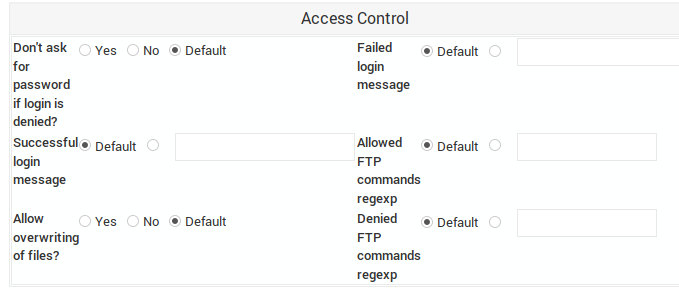 Access Control
Don't ask for password if login is denied? Yes No Default
Failed login message Default
Successful login message Default
Allowed FTP commands regexp Default
Allow overwriting of files? Yes No Default
Denied FTP commands regexp Default